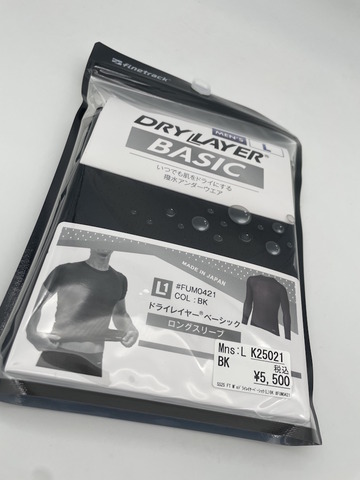 finetrack
MEN'S L
DRY LAYER®
BASIC
いつでも肌をドライにする
撥水アンダーウエア
MADE IN JAPAN
L1 #FUM0421
COL : BK
ドライレイヤー®ベーシック
ロングスリーブ
Mns:L K25021
BK 税込
¥5,500